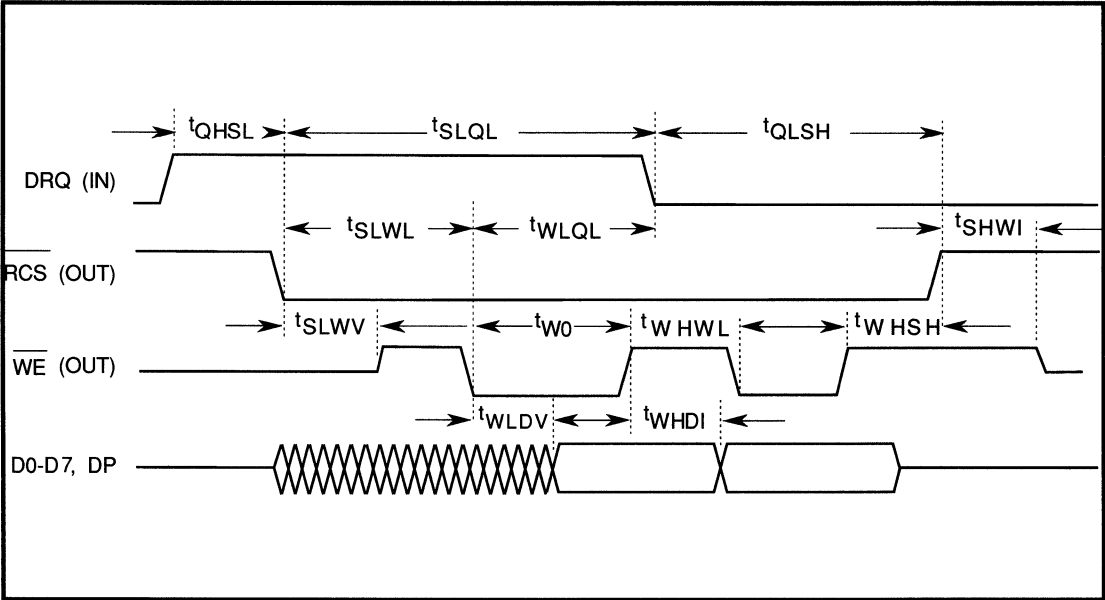 tQHSL tSLQL tQLSH
DRQ (IN)
tSLWL tWLQL tSHWI
RCS (OUT)
tSLWV tW0 tWHWL tWHSH
WE (OUT)
tWLDV tWHDI
D0-D7, DP